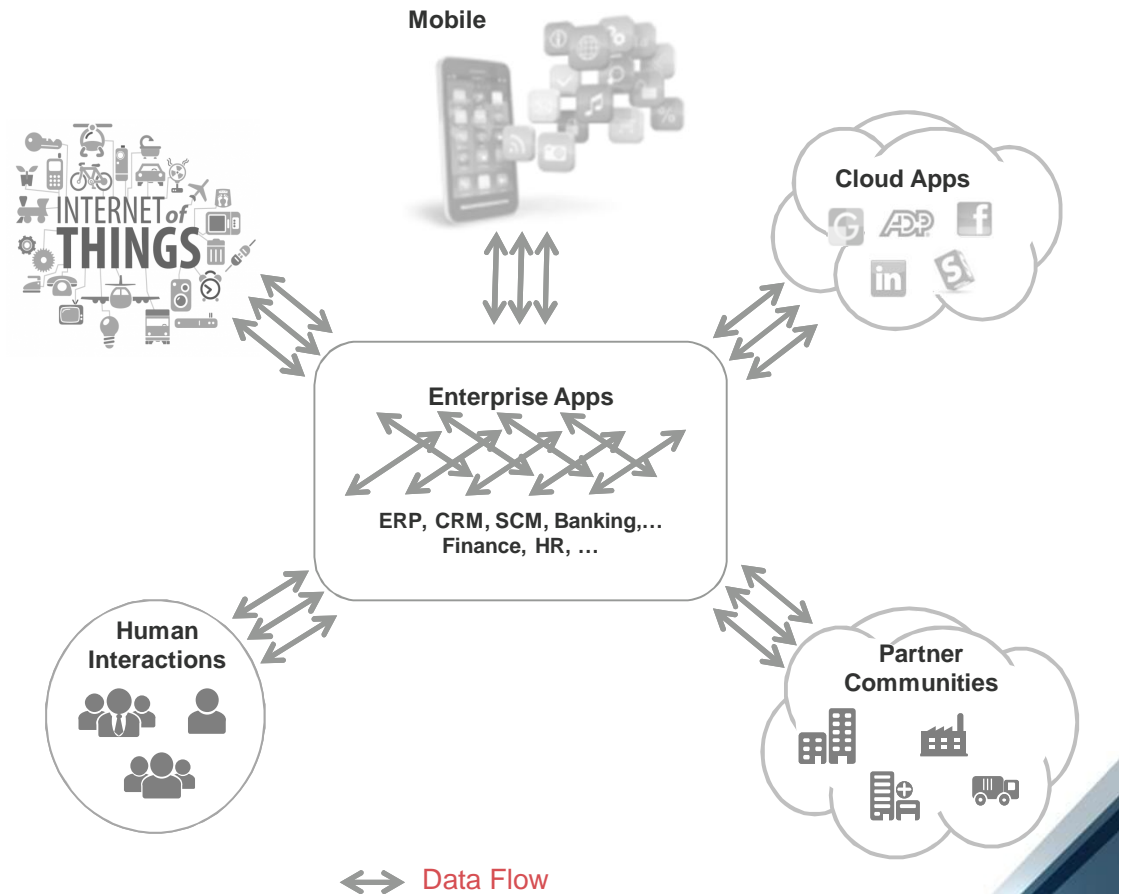 Mobile
INTERNET of
THINGS
Cloud Apps
G ADP f
in S
Enterprise Apps
ERP, CRM, SCM, Banking,…
Finance, HR, …
Human
Interactions
Partner
Communities
Data Flow